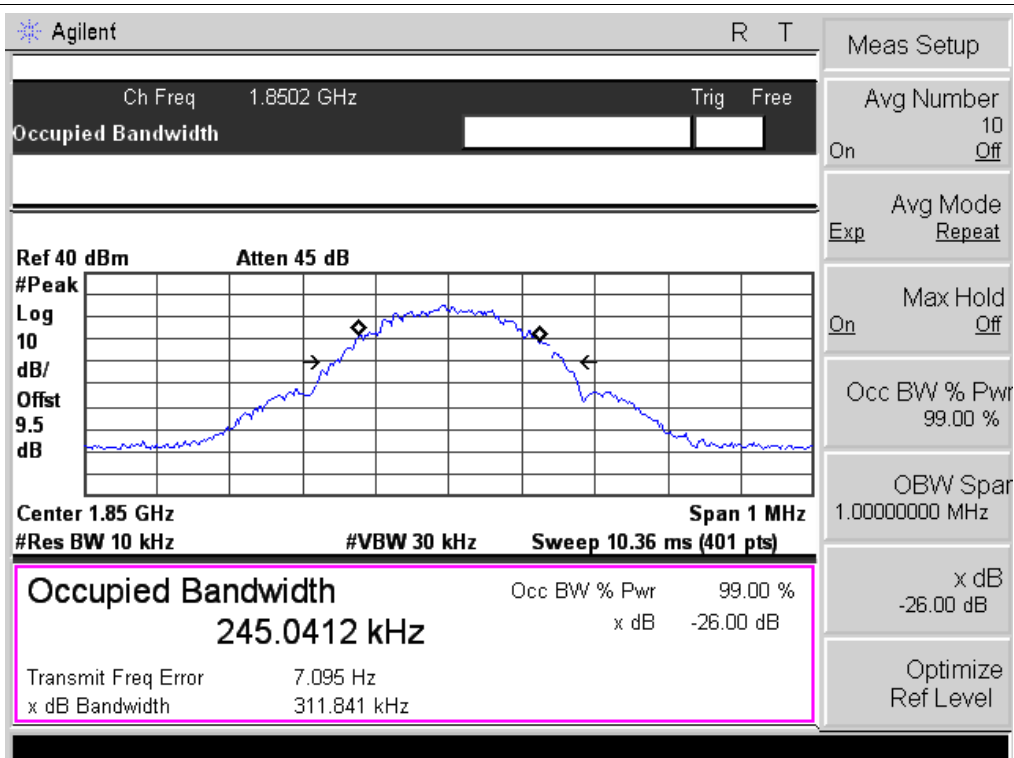 Agilent R T
Ch Freq 1.8502 GHz Trig Free
Occupied Bandwidth
Ref 40 dBm Atten 45 dB
#Peak
Log
10
dB/
Offst
9.5
dB
Center 1.85 GHz Span 1 MHz
#Res BW 10 kHz #VBW 30 kHz Sweep 10.36 ms (401 pts)
Occupied Bandwidth Occ BW % Pwr 99.00 %
245.0412 kHz x dB -26.00 dB
Transmit Freq Error 7.095 Hz
x dB Bandwidth 311.841 kHz
Meas Setup
Avg Number
10
On Off
Avg Mode
Exp Repeat
Max Hold
On Off
Occ BW % Pwr
99.00 %
OBW Span
1.00000000 MHz
x dB
-26.00 dB
Optimize
Ref Level